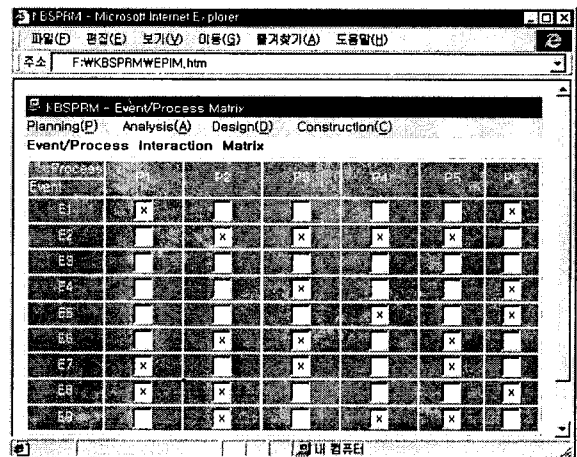 KBSPRM - Microsoft Internet Explorer
파일(F) 편집(E) 보기(V) 이동(G) 즐겨찾기(A) 도움말(H)
주소 F:₩KBSPRM₩EPIM.htm
KBSPRM - Event/Process Matrix
Planning(P) Analysis(A) Design(D) Construction(C)
Event/Process Interaction Matrix
Process P1 P2 P3 P4 P5 P6
Event
E1 x x
E2 x x x x
E3
E4 x x
E5 x x
E6 x x x
E7 x x
E8 x x x
E9 x x x
내 컴퓨터